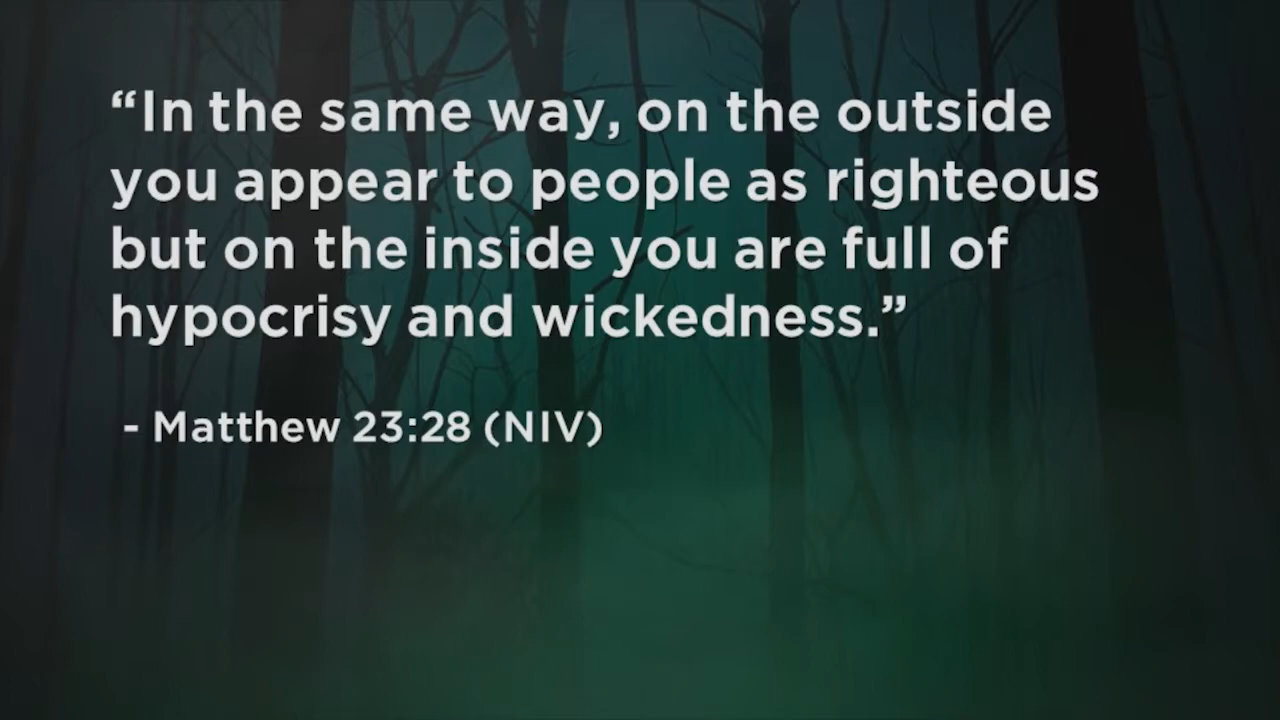 “In the same way, on the outside
you appear to people as righteous
but on the inside you are full of
hypocrisy and wickedness.”
- Matthew 23:28 (NIV)